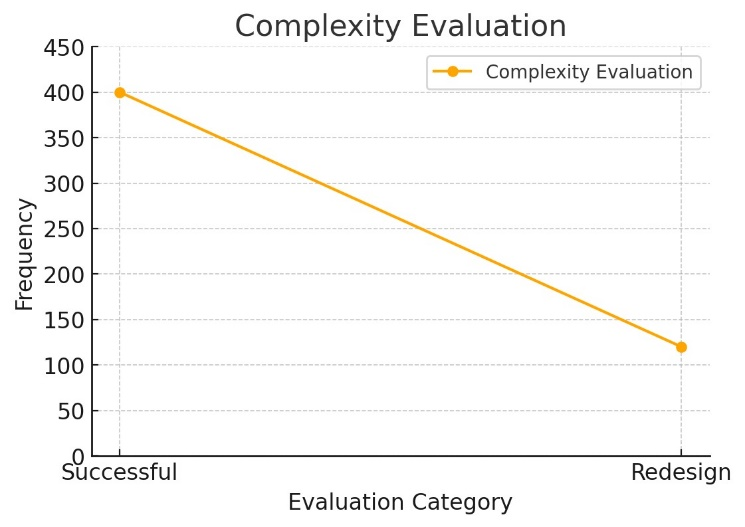 Complexity Evaluation
Complexity Evaluation
450
400
350
300
250
200
150
100
50
0
Frequency
Successful
Redesign
Evaluation Category